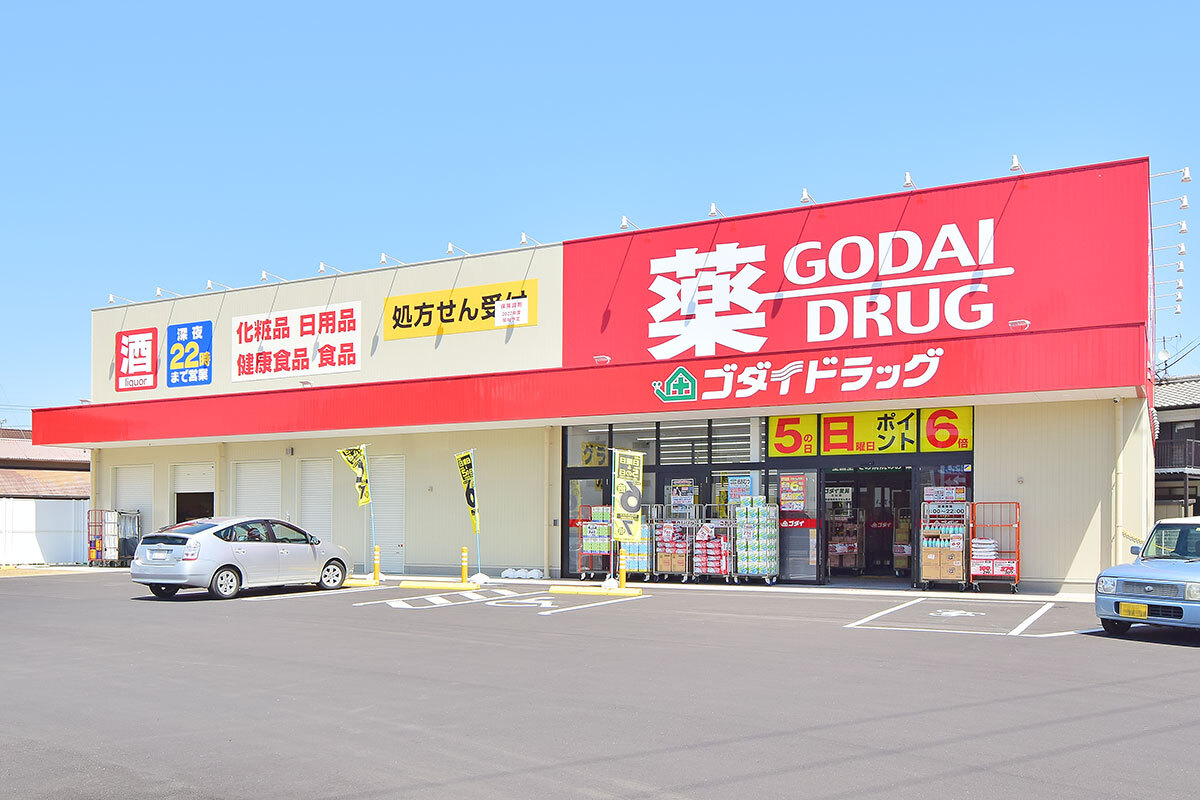 酒
liquor
深夜
22時
まで営業
化粧品 日用品
健康食品 食品
処方せん受付
薬
GODAI
DRUG
ゴダイドラッグ
5の日
日曜日
ポイント
6倍